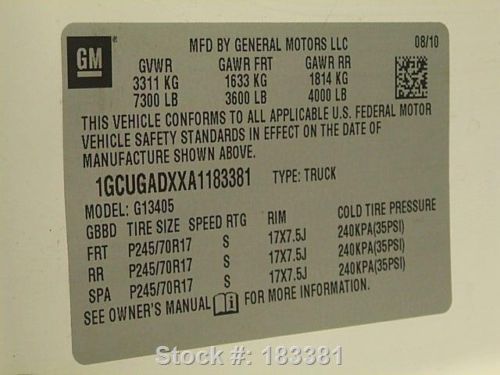 GM MFD BY GENERAL MOTORS LLC 08/10
GVWR GAWR FRT GAWR RR
3311 KG 1633 KG 1814 KG
7300 LB 3600 LB 4000 LB
THIS VEHICLE CONFORMS TO ALL APPLICABLE U.S. FEDERAL MOTOR
VEHICLE SAFETY STANDARDS IN EFFECT ON THE DATE OF
MANUFACTURE SHOWN ABOVE.
1GCUGADXXA1183381 TYPE: TRUCK
MODEL: G13405
GBBD TIRE SIZE SPEED RTG RIM COLD TIRE PRESSURE
FRT P245/70R17 S 17X7.5J 240KPA(35PSI)
RR P245/70R17 S 17X7.5J 240KPA(35PSI)
SPA P245/70R17 S 17X7.5J 240KPA(35PSI)
SEE OWNER'S MANUAL FOR MORE INFORMATION.
Stock #: 183381